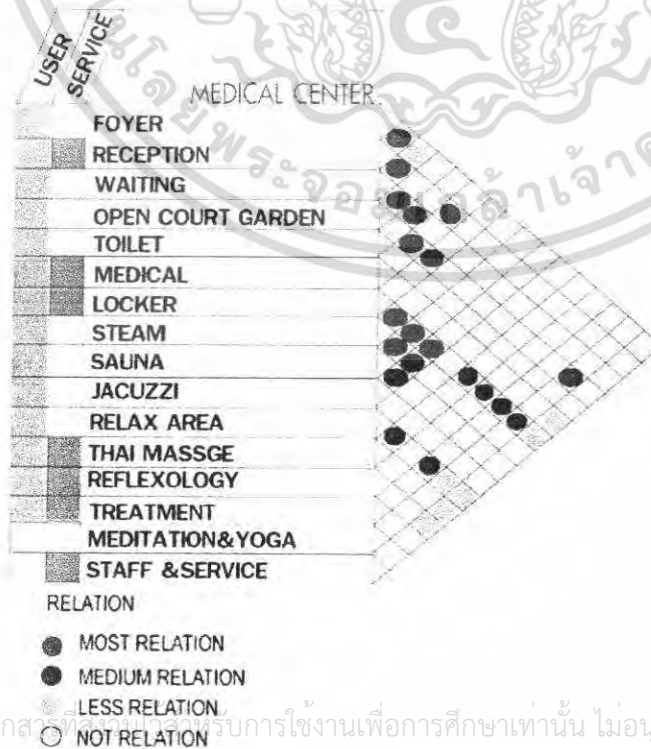 USER
SERVICE
MEDICAL CENTER
FOYER
RECEPTION
WAITING
OPEN COURT GARDEN
TOILET
MEDICAL
LOCKER
STEAM
SAUNA
JACUZZI
RELAX AREA
THAI MASSGE
REFLEXOLOGY
TREATMENT
MEDITATION&YOGA
STAFF &SERVICE
RELATION
MOST RELATION
MEDIUM RELATION
LESS RELATION
NOT RELATION